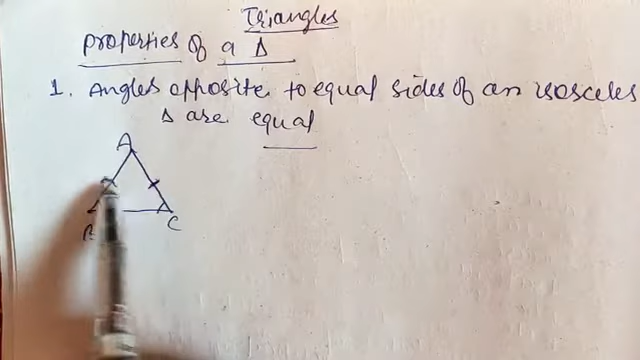 Triangles
Properties of a Δ
1. Angles opposite to equal sides of an isosceles
Δ are equal
A
B C